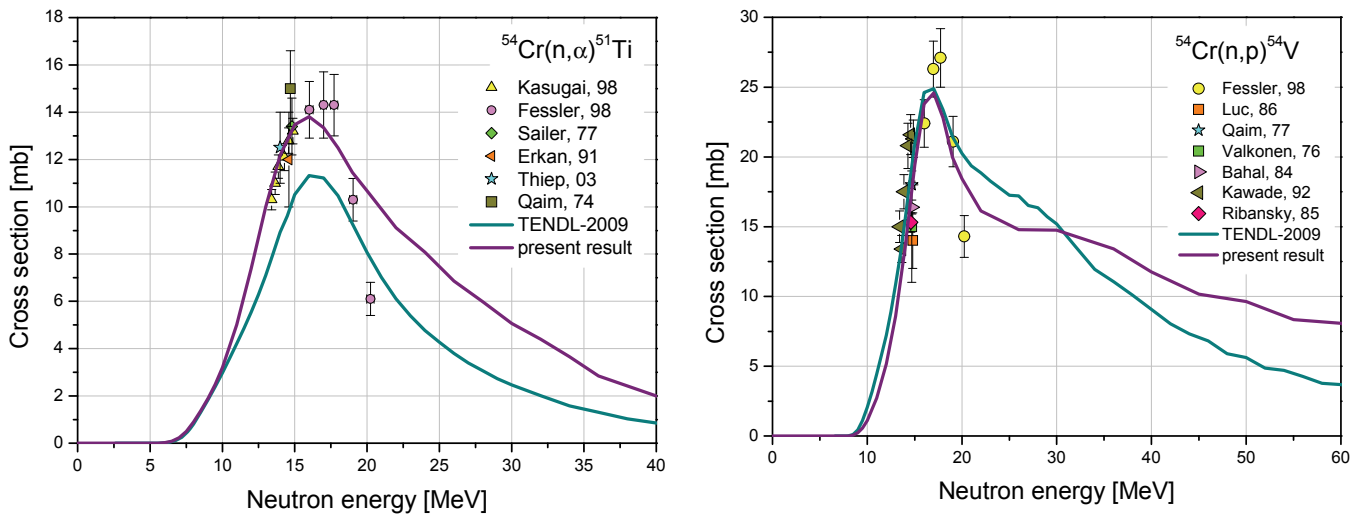 ⁵⁴Cr(n,α)⁵¹Ti
Kasugai, 98
Fessler, 98
Sailer, 77
Erkan, 91
Thiep, 03
Qaim, 74
TENDL-2009
present result
Cross section [mb]
18
16
14
12
10
8
6
4
2
0
0 5 10 15 20 25 30 35 40
Neutron energy [MeV]
⁵⁴Cr(n,p)⁵⁴V
Fessler, 98
Luc, 86
Qaim, 77
Valkonen, 76
Bahal, 84
Kawade, 92
Ribansky, 85
TENDL-2009
present result
Cross section [mb]
30
25
20
15
10
5
0
0 10 20 30 40 50 60
Neutron energy [MeV]